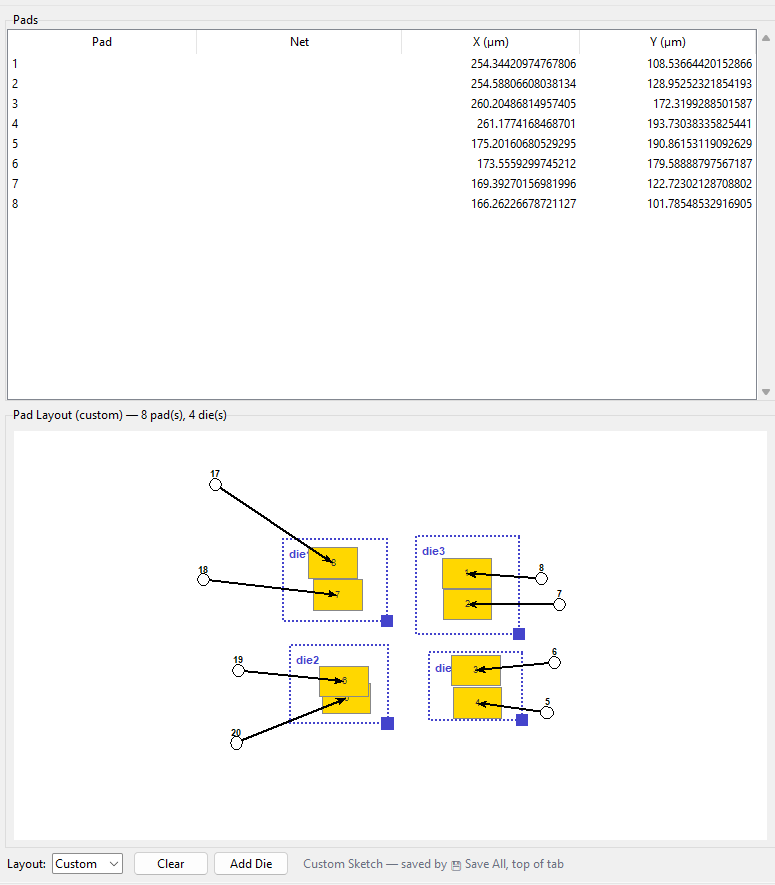 Pads
Pad Net X (µm) Y (µm)
1 254.34420974767806 108.53664420152866
2 254.58806608038134 128.95252321854193
3 260.20486814957405 172.3199288501587
4 261.1774168468701 193.73038335825441
5 175.20160680529295 190.86153119092629
6 173.5559299745212 179.58888797567187
7 169.39270156981996 122.72302128708802
8 166.26226678721127 101.78548532916905
Pad Layout (custom) — 8 pad(s), 4 die(s)
17
die3
die
8
1
18
8
7
7
2
die2
6
19
die
3
6
5
4
20
Layout: Custom Clear Add Die Custom Sketch — saved by Save All, top of tab